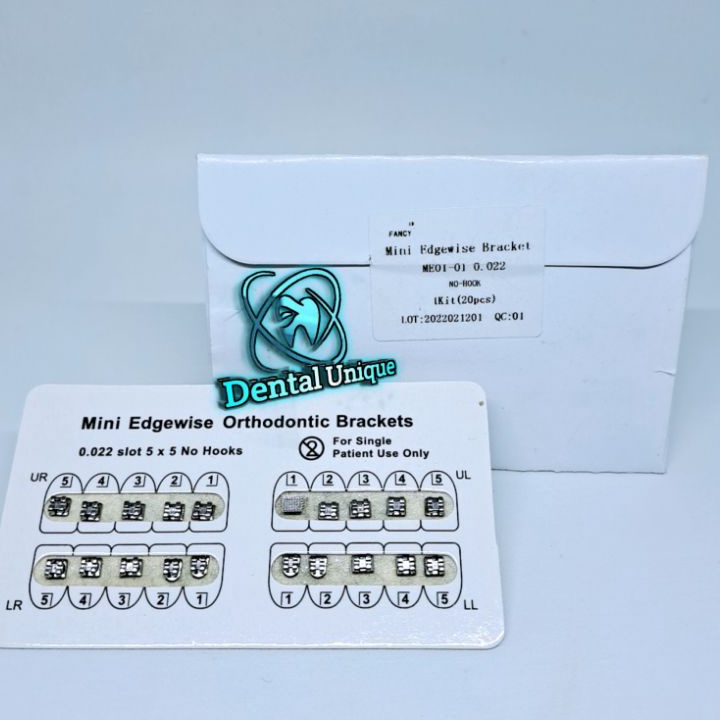 FANCY
Mini Edgewise Bracket
ME01-01 0.022
NO-HOOK
1Kit(20pcs)
LOT:2022021201 QC:01
Dental Unique
Mini Edgewise Orthodontic Brackets
0.022 slot 5 x 5 No Hooks
For Single
Patient Use Only
UR 5 4 3 2 1 1 2 3 4 5 UL
LR 5 4 3 2 1 1 2 3 4 5 LL